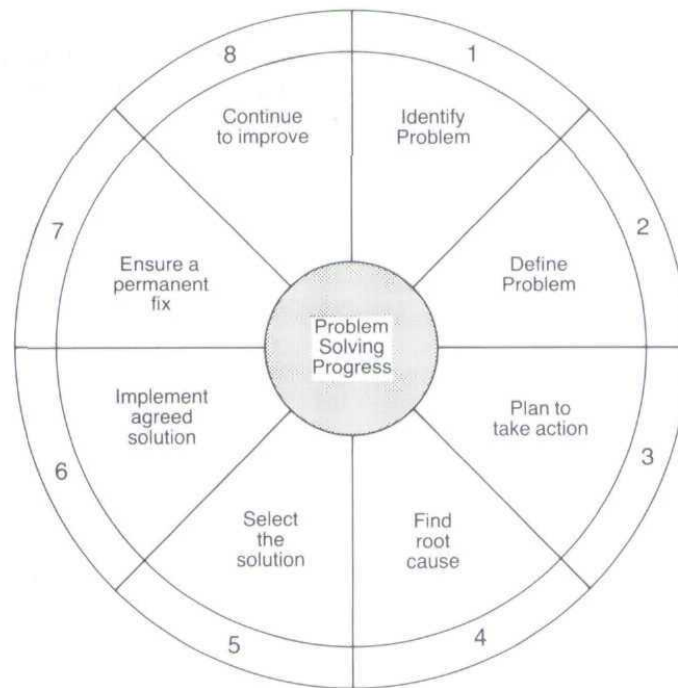 8
1
Continue
to improve
Identify
Problem
7
2
Ensure a
permanent
fix
Define
Problem
Problem
Solving
Progress
Implement
agreed
solution
Plan to
take action
6
3
Select
the
solution
Find
root
cause
5
4